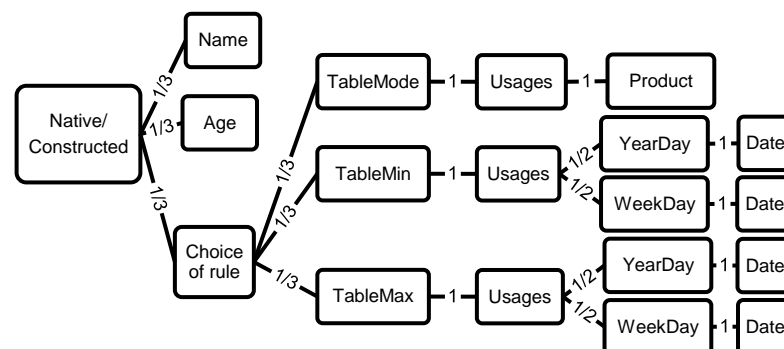 Native/
Constructed
1/3
Name
1/3
Age
1/3
Choice
of rule
1/3
TableMode
1
Usages
1
Product
1/3
TableMin
1
Usages
1/2
YearDay
1
Date
1/2
WeekDay
1
Date
1/3
TableMax
1
Usages
1/2
YearDay
1
Date
1/2
WeekDay
1
Date